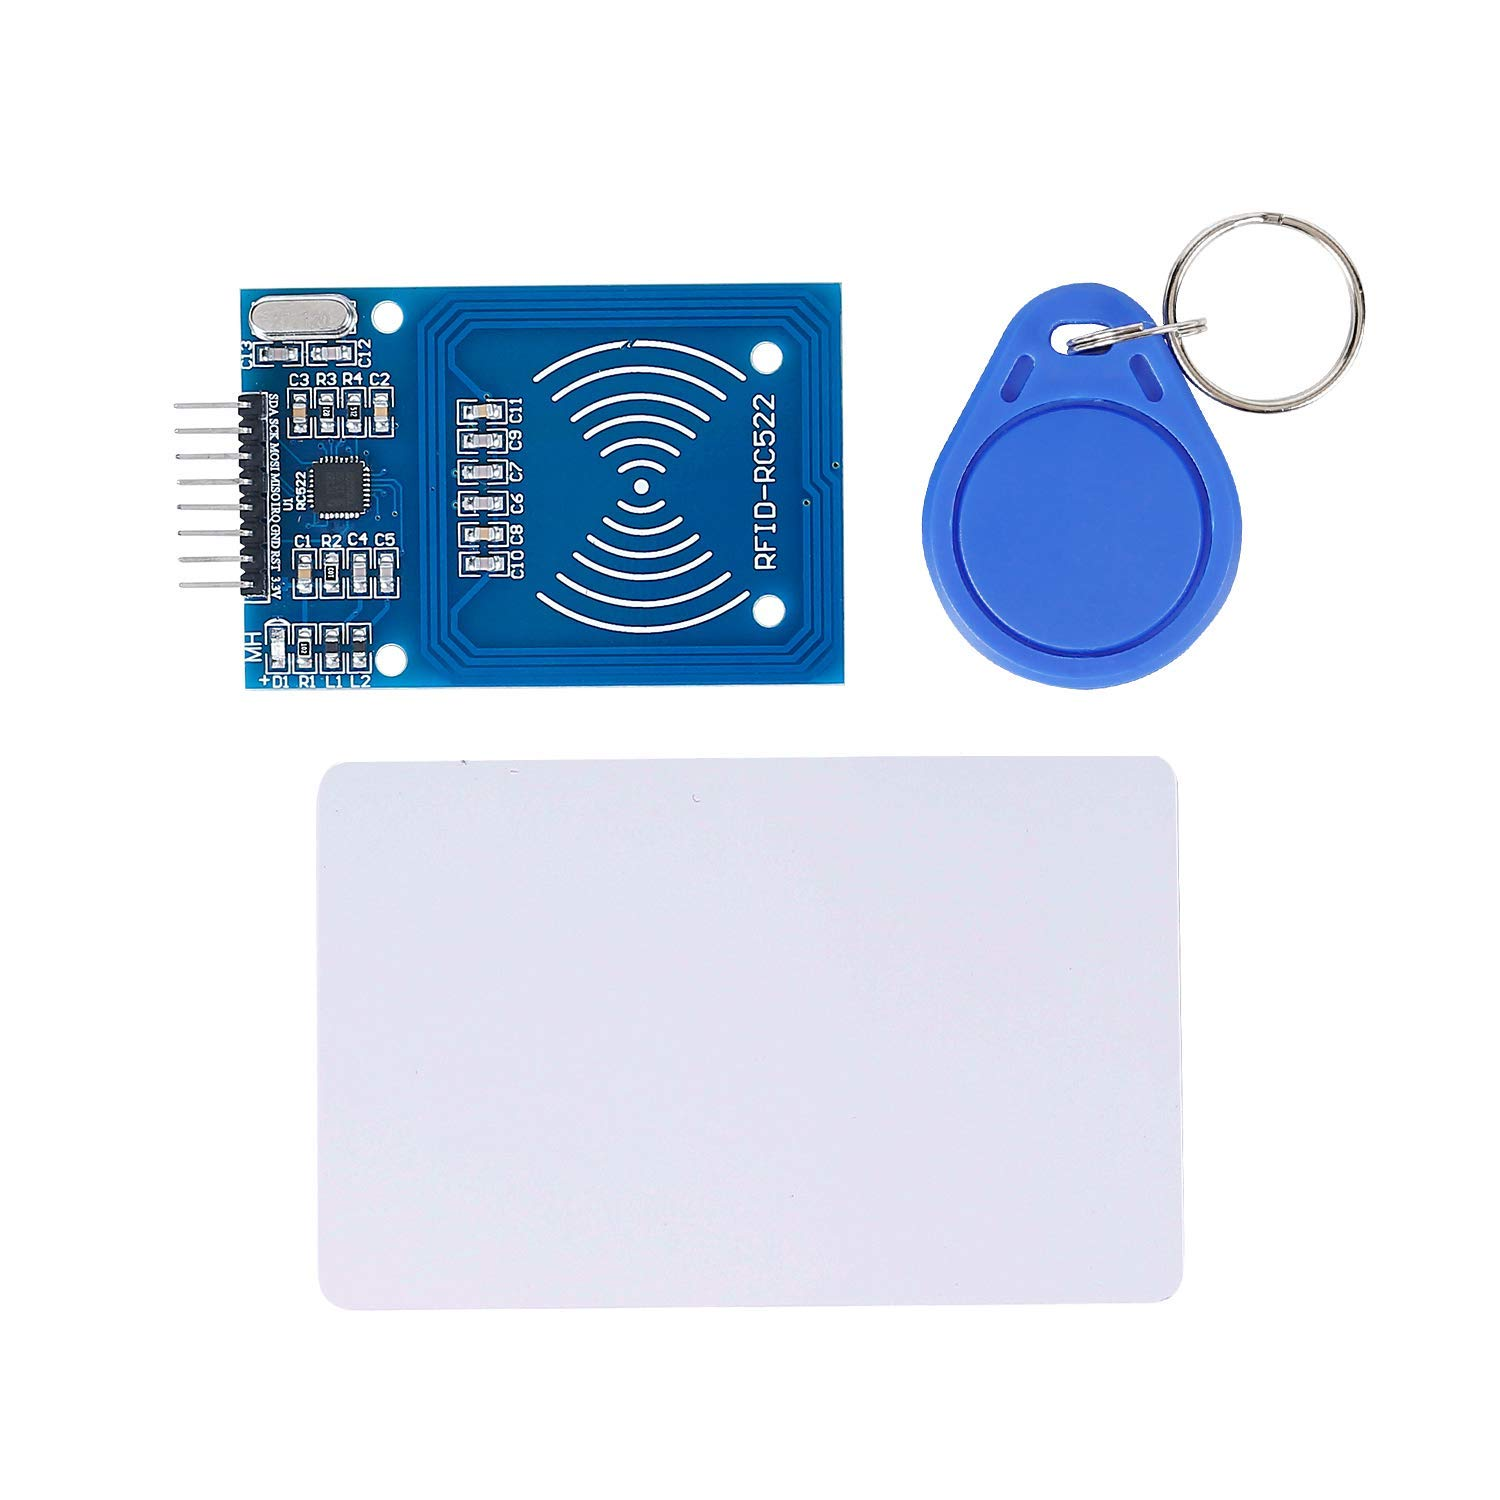 C13
C12
C3 R3 R4 C2
SDA SCK MOSI MISO IRQ GND RST 3.3V
U1
RC522
C1 R2 C4 C5
MH
+D1 R1 L1 L2
C11
C9
C7
C6
C8
C10
RFID-RC522